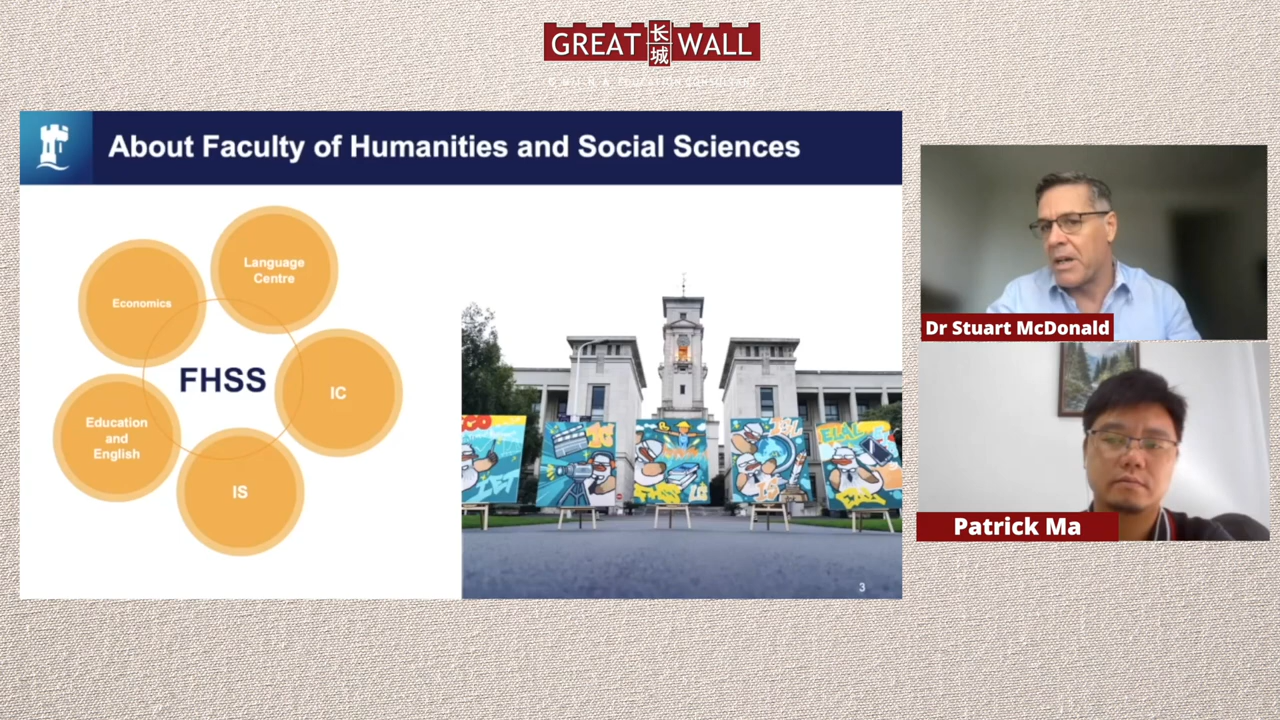 GREAT 长城 WALL
About Faculty of Humanities and Social Sciences
Language
Centre
Economics
FHSS
IC
Education
and
English
IS
FHSS
3
Dr Stuart McDonald
Patrick Ma